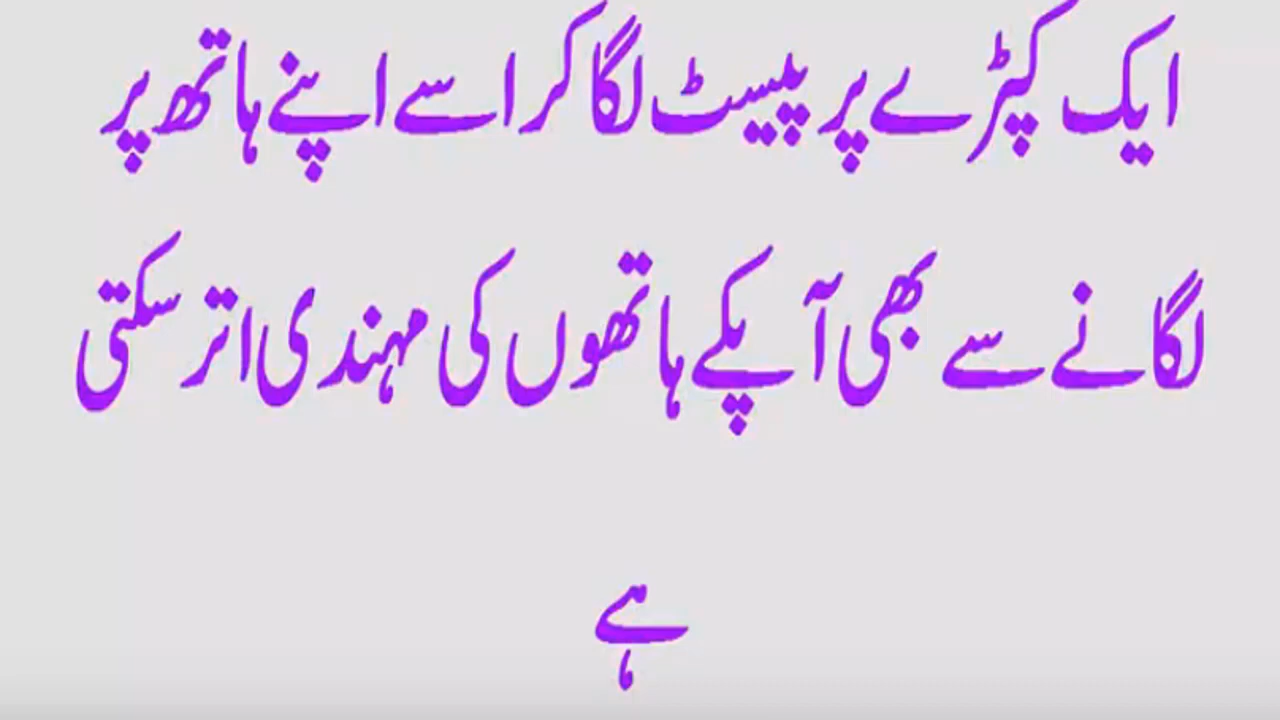 ایک کپڑے پر پیسٹ لگا کر اسے اپنے ہاتھ پر
لگانے سے بھی آپکے ہاتھوں کی مہندی اتر سکتی
ہے